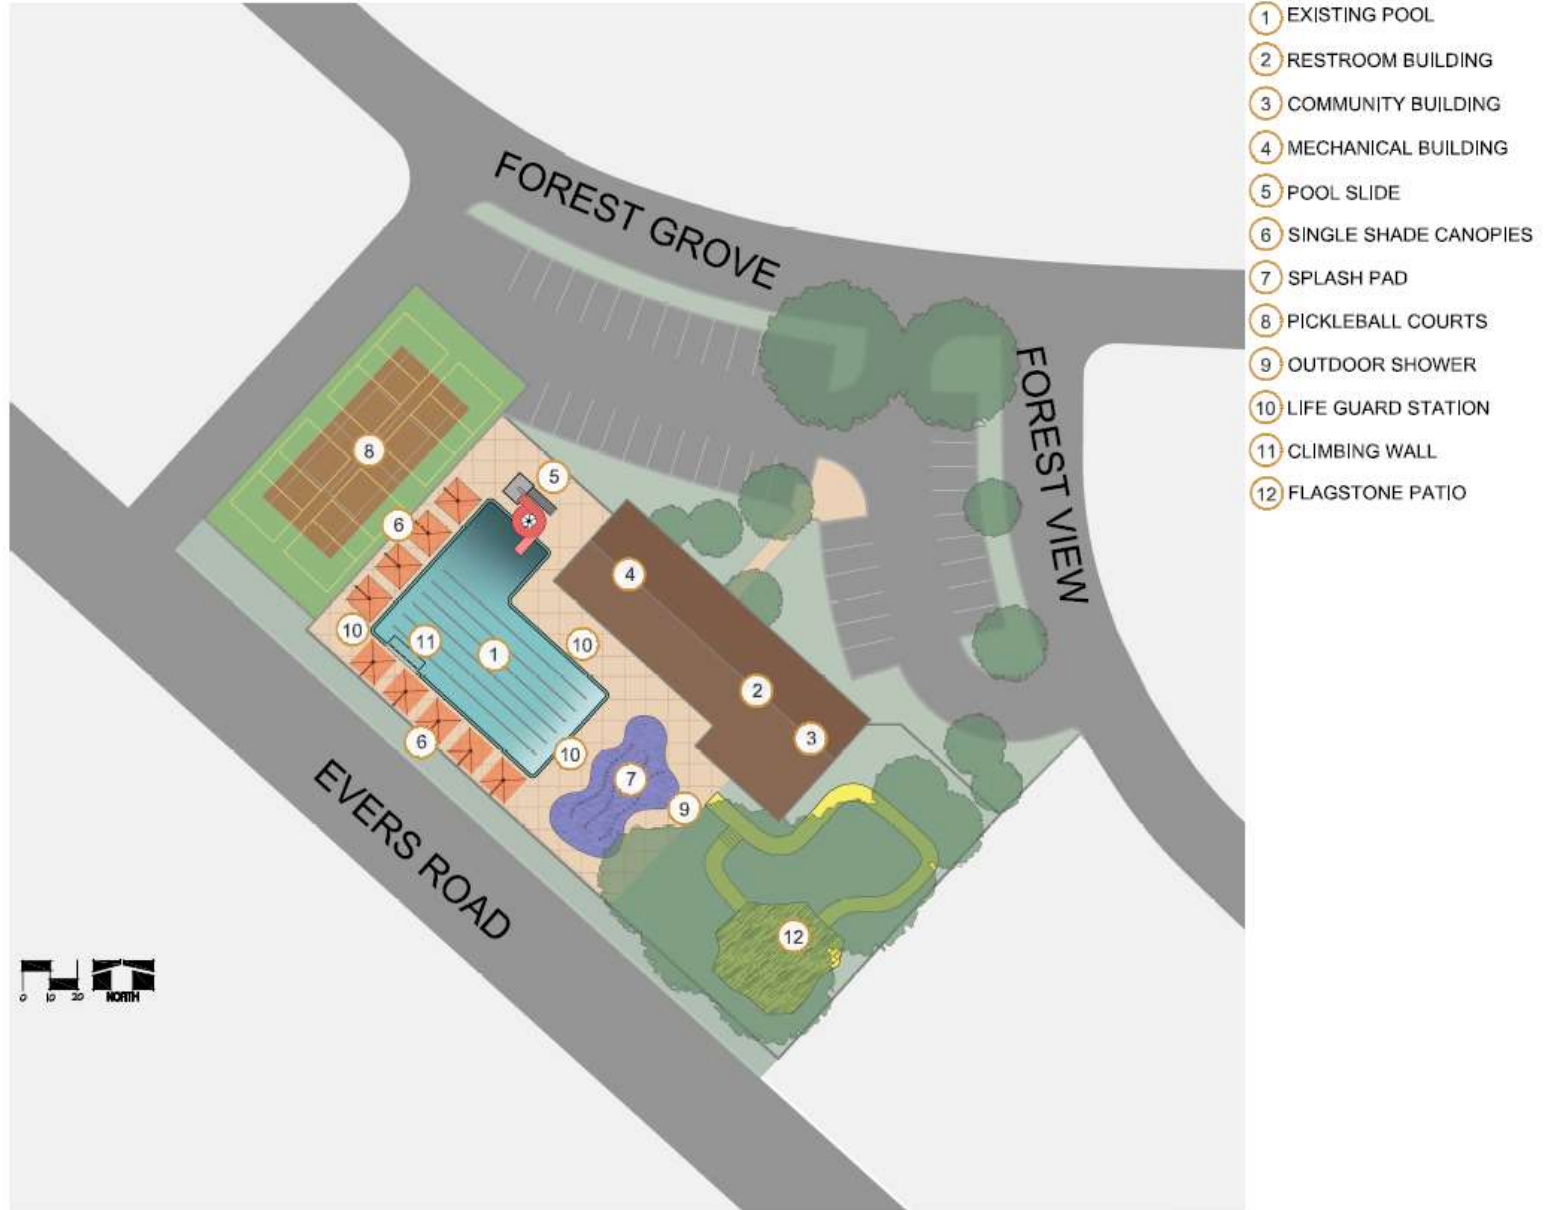 FOREST GROVE
FOREST VIEW
EVERS ROAD
8
5
6
4
10
11
1
10
2
3
6
10
7
9
12
0 10 20
NORTH
1 EXISTING POOL
2 RESTROOM BUILDING
3 COMMUNITY BUILDING
4 MECHANICAL BUILDING
5 POOL SLIDE
6 SINGLE SHADE CANOPIES
7 SPLASH PAD
8 PICKLEBALL COURTS
9 OUTDOOR SHOWER
10 LIFE GUARD STATION
11 CLIMBING WALL
12 FLAGSTONE PATIO